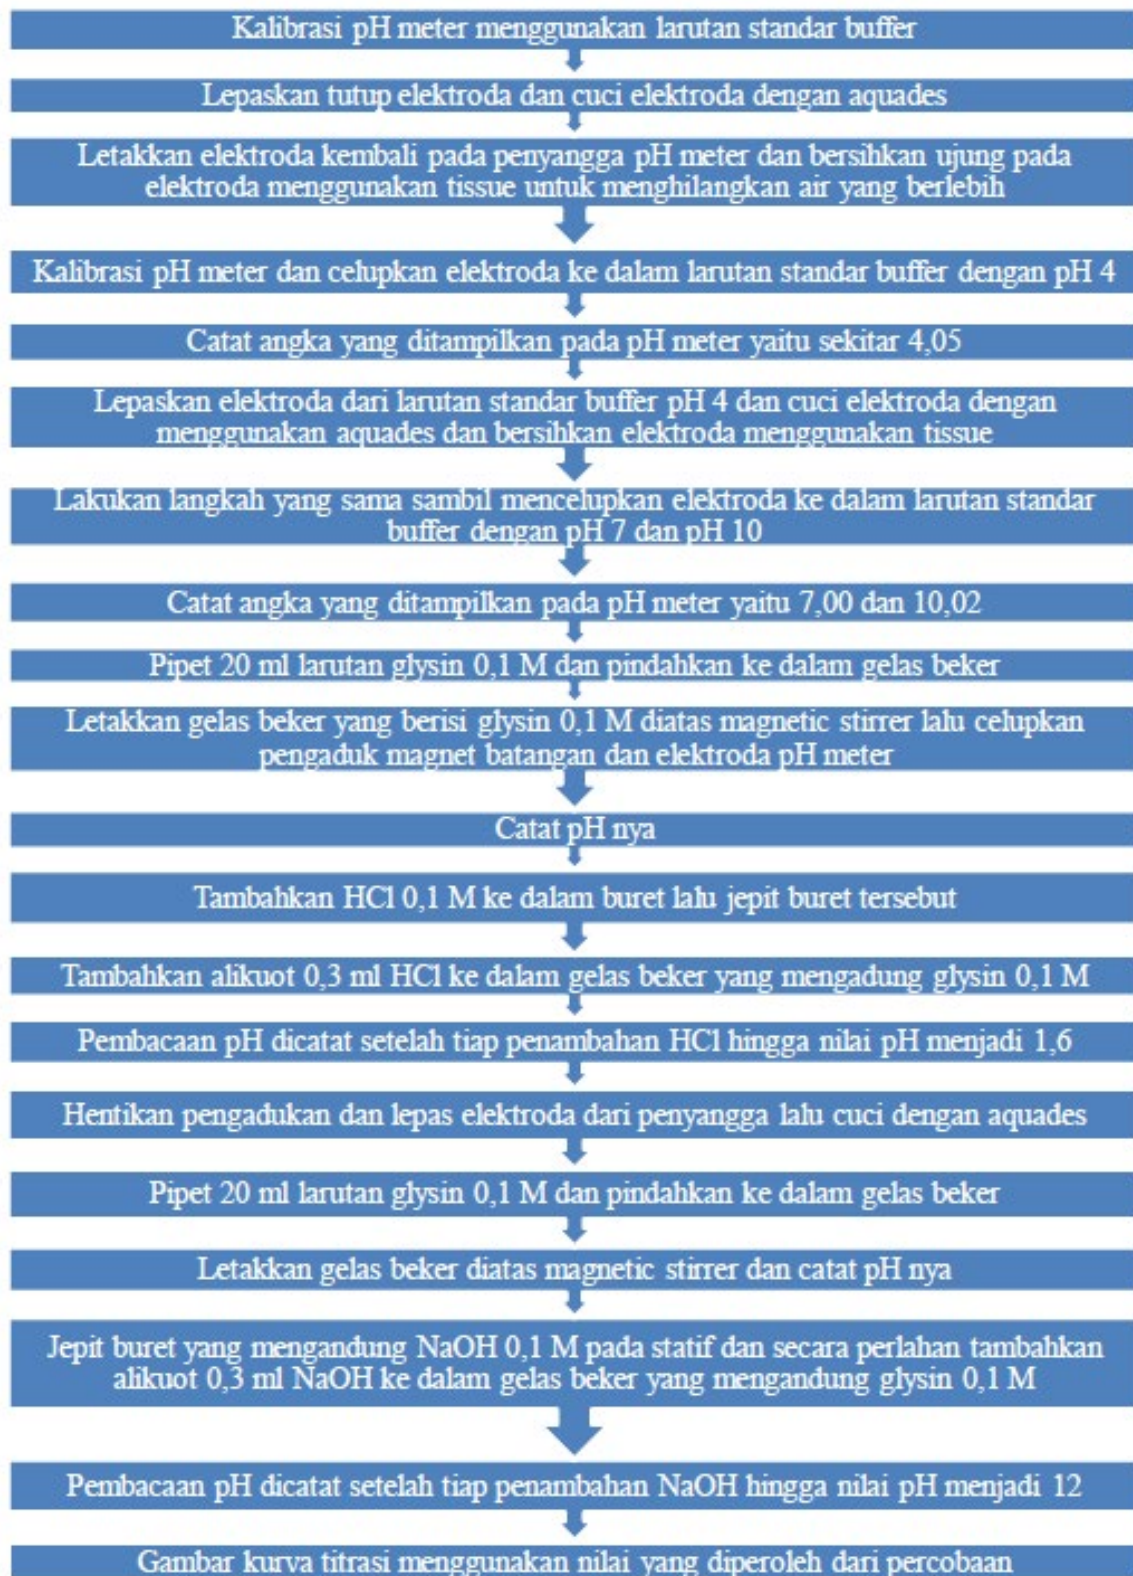 Kalibrasi pH meter menggunakan larutan standar buffer
Lepaskan tutup elektroda dan cuci elektroda dengan aquades
Letakkan elektroda kembali pada penyangga pH meter dan bersihkan ujung pada
elektroda menggunakan tissue untuk menghilangkan air yang berlebih
Kalibrasi pH meter dan celupkan elektroda ke dalam larutan standar buffer dengan pH 4
Catat angka yang ditampilkan pada pH meter yaitu sekitar 4,05
Lepaskan elektroda dari larutan standar buffer pH 4 dan cuci elektroda dengan
menggunakan aquades dan bersihkan elektroda menggunakan tissue
Lakukan langkah yang sama sambil mencelupkan elektroda ke dalam larutan standar
buffer dengan pH 7 dan pH 10
Catat angka yang ditampilkan pada pH meter yaitu 7,00 dan 10,02
Pipet 20 ml larutan glysin 0,1 M dan pindahkan ke dalam gelas beker
Letakkan gelas beker yang berisi glysin 0,1 M diatas magnetic stirrer lalu celupkan
pengaduk magnet batangan dan elektroda pH meter
Catat pH nya
Tambahkan HCl 0,1 M ke dalam buret lalu jepit buret tersebut
Tambahkan alikuot 0,3 ml HCl ke dalam gelas beker yang mengadung glysin 0,1 M
Pembacaan pH dicatat setelah tiap penambahan HCl hingga nilai pH menjadi 1,6
Hentikan pengadukan dan lepas elektroda dari penyangga lalu cuci dengan aquades
Pipet 20 ml larutan glysin 0,1 M dan pindahkan ke dalam gelas beker
Letakkan gelas beker diatas magnetic stirrer dan catat pH nya
Jepit buret yang mengandung NaOH 0,1 M pada statif dan secara perlahan tambahkan
alikuot 0,3 ml NaOH ke dalam gelas beker yang mengandung glysin 0,1 M
Pembacaan pH dicatat setelah tiap penambahan NaOH hingga nilai pH menjadi 12
Gambar kurva titrasi menggunakan nilai yang diperoleh dari percobaan